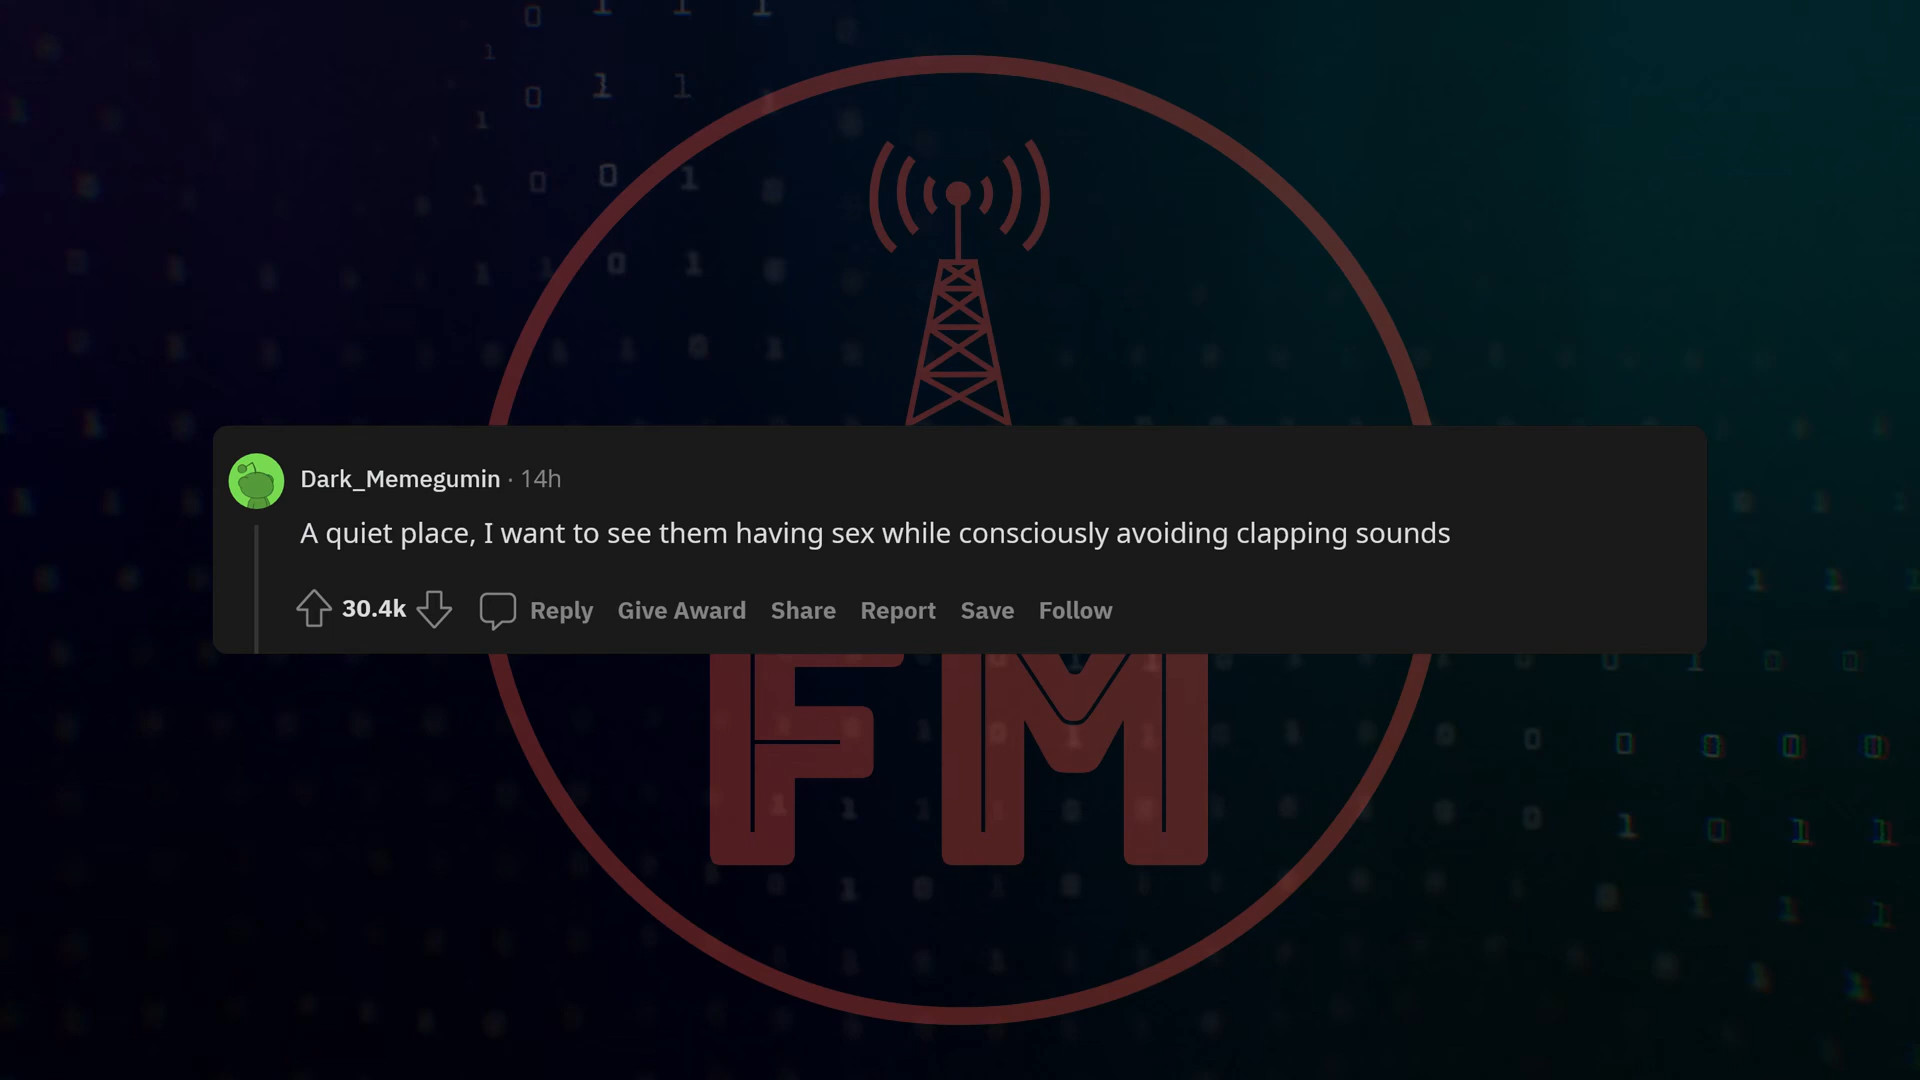 Dark_Memegumin · 14h
A quiet place, I want to see them having sex while consciously avoiding clapping sounds
30.4k Reply Give Award Share Report Save Follow
FM